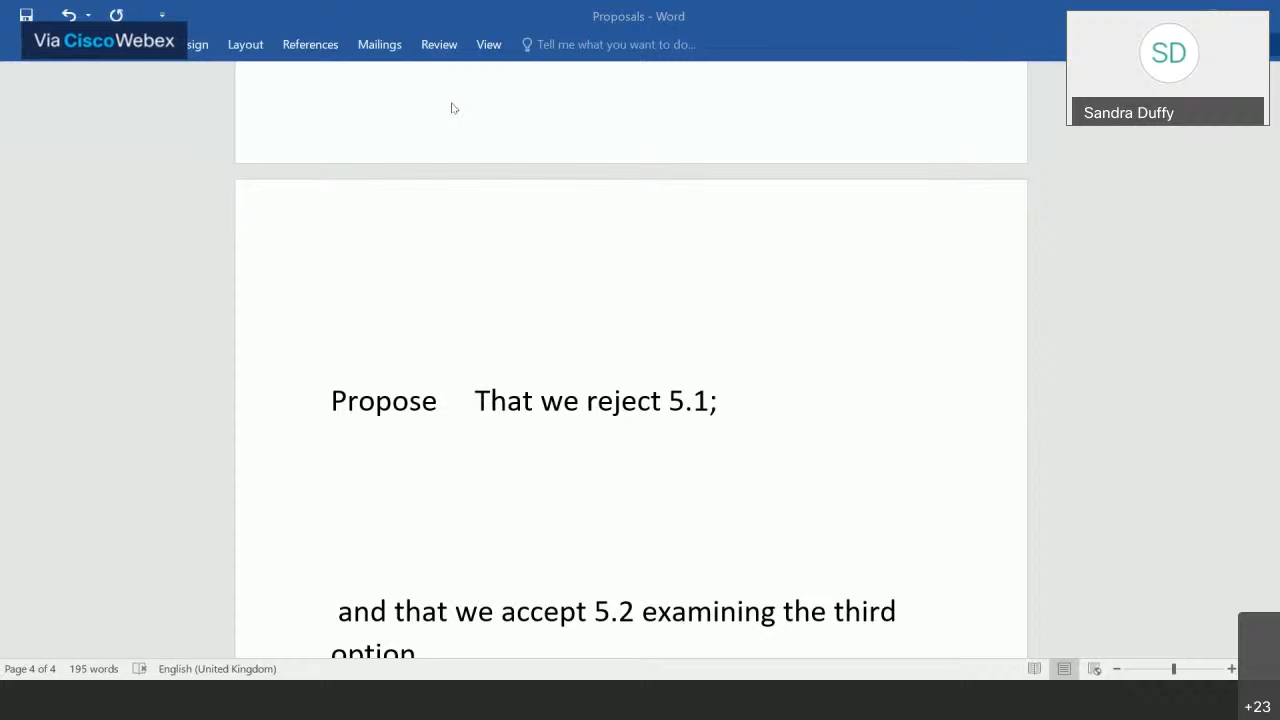 Proposals - Word
Via CiscoWebex
sign Layout References Mailings Review View Tell me what you want to do...
SD
Sandra Duffy
Propose That we reject 5.1;
and that we accept 5.2 examining the third
option
Page 4 of 4 195 words English (United Kingdom)
+23